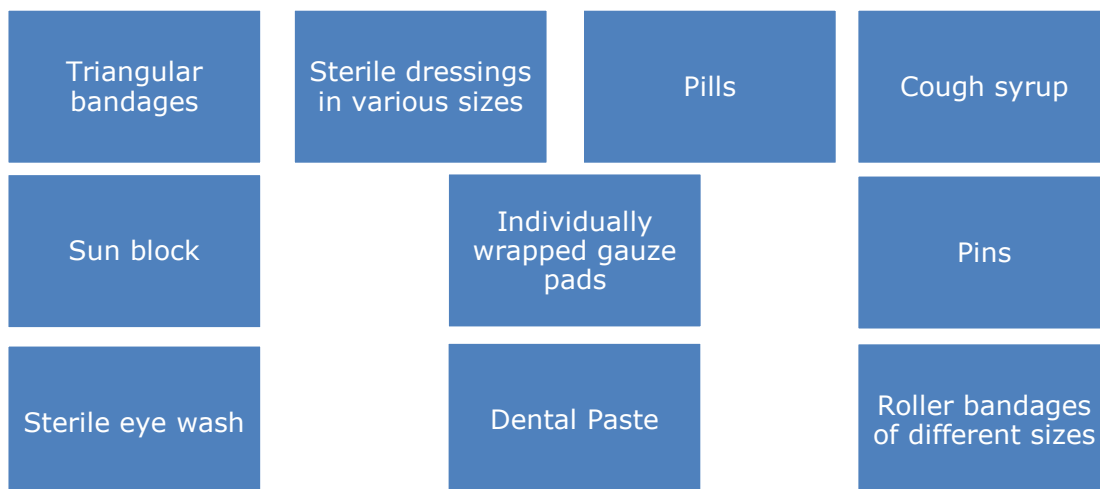 Triangular
bandages
Sterile dressings
in various sizes
Pills
Cough syrup
Sun block
Individually
wrapped gauze
pads
Pins
Sterile eye wash
Dental Paste
Roller bandages
of different sizes